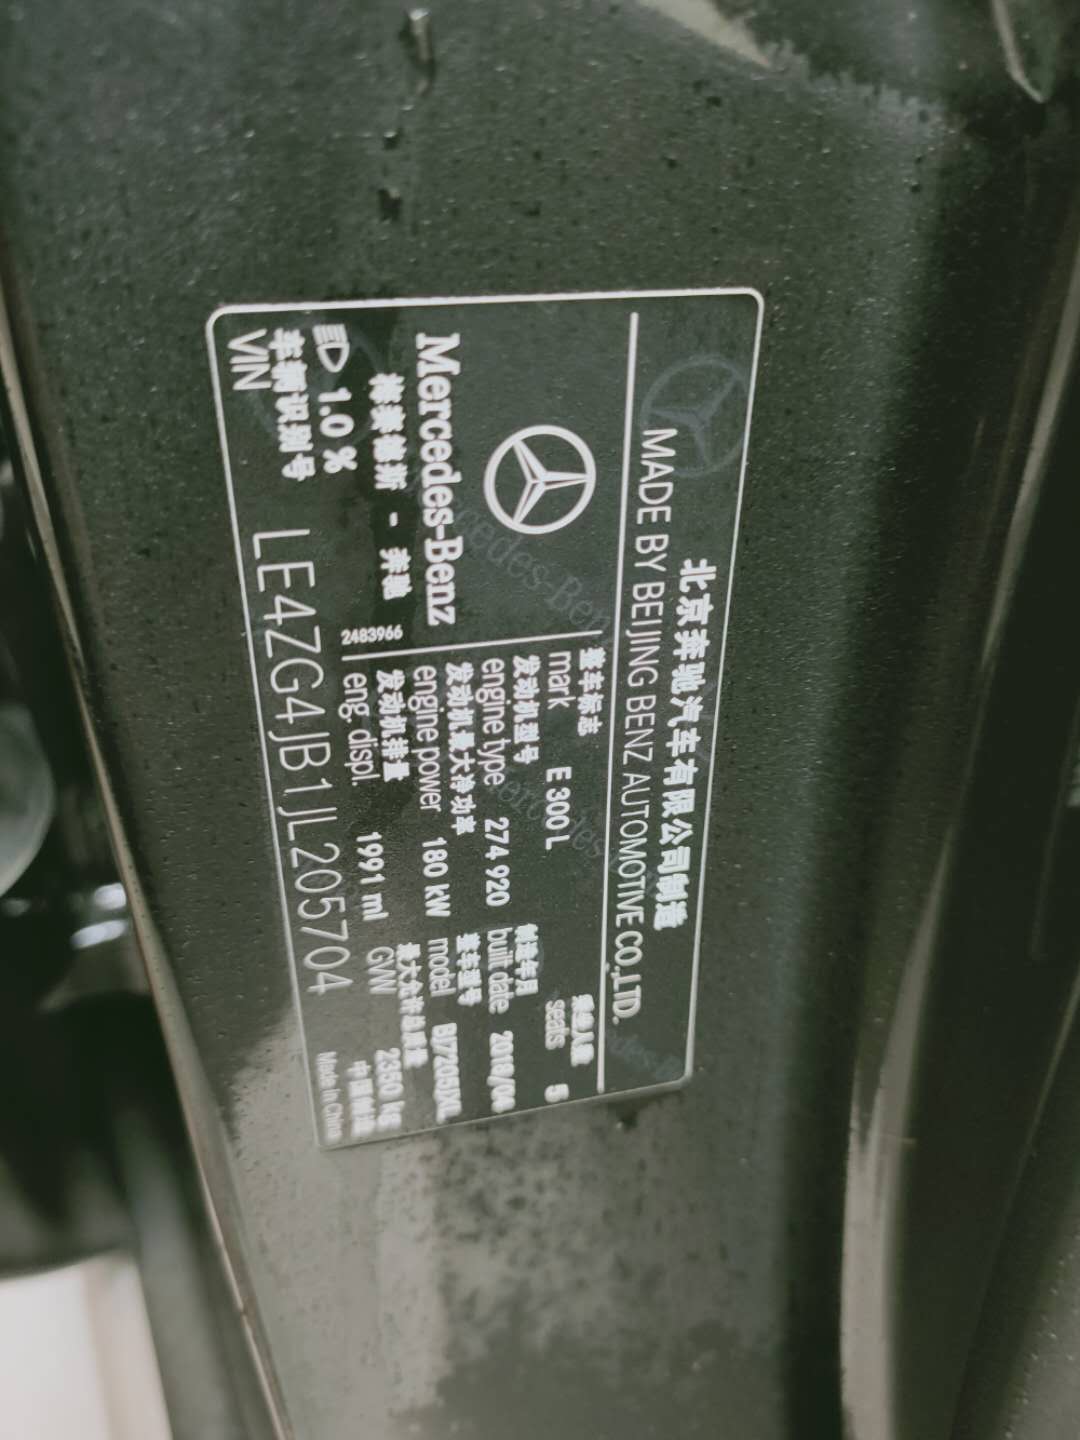 北京奔驰汽车有限公司制造
MADE BY BEIJING BENZ AUTOMOTIVE CO.,LTD.
Mercedes-Benz
梅赛德斯 - 奔驰
1.0 %
2483966
整车标志
mark E 300 L
乘坐人数
seats 5
发动机型号
engine type 274 920
制造年月
built date 2018/04
发动机最大净功率
engine power 180 kW
整车型号
model
发动机排量
eng. displ. 1991 ml
最大允许总质量
GVW kg
车辆识别号
VIN LE4ZG4JB1JL205704
中国制造
Made In China